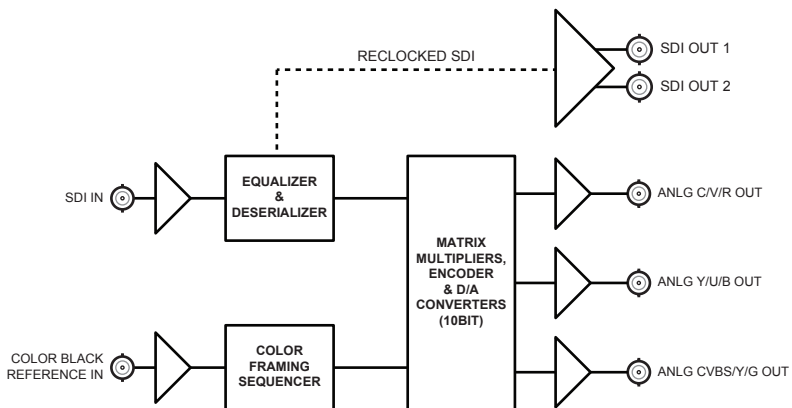 RECLOCKED SDI
SDI OUT 1
SDI OUT 2
SDI IN
EQUALIZER
&
DESERIALIZER
MATRIX
MULTIPLIERS,
ENCODER
& D/A
CONVERTERS
(10BIT)
ANLG C/V/R OUT
ANLG Y/U/B OUT
COLOR BLACK
REFERENCE IN
COLOR
FRAMING
SEQUENCER
ANLG CVBS/Y/G OUT